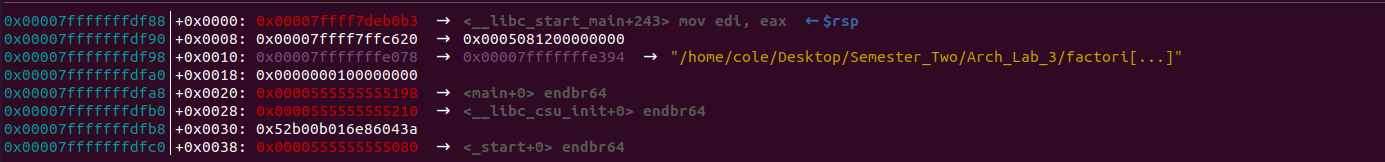 0x00007fffffffdf88│+0x0000: 0x00007ffff7deb0b3  →  <__libc_start_main+243> mov edi, eax  ←$rsp
0x00007fffffffdf90│+0x0008: 0x00007ffff7ffc620  →  0x0005081200000000
0x00007fffffffdf98│+0x0010: 0x00007fffffffe078  →  0x00007fffffffe394  →  "/home/cole/Desktop/Semester_Two/Arch_Lab_3/factori[...]"
0x00007fffffffdfa0│+0x0018: 0x0000000100000000
0x00007fffffffdfa8│+0x0020: 0x0000555555555198  →  <main+0> endbr64
0x00007fffffffdfb0│+0x0028: 0x0000555555555210  →  <__libc_csu_init+0> endbr64
0x00007fffffffdfb8│+0x0030: 0x52b00b016e86043a
0x00007fffffffdfc0│+0x0038: 0x0000555555555080  →  <_start+0> endbr64